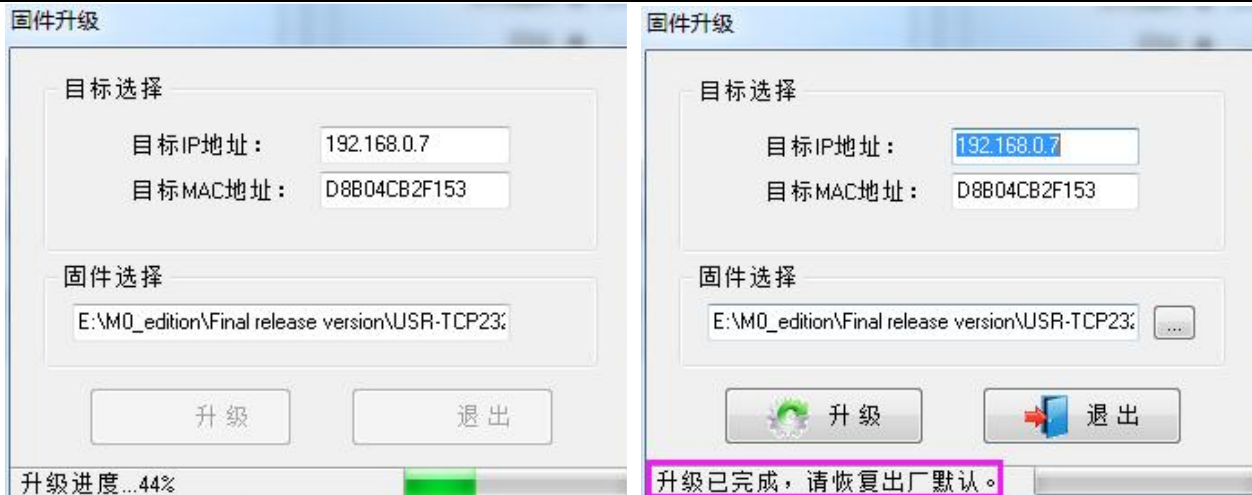 固件升级
目标选择
目标IP地址： 192.168.0.7
目标MAC地址： D8B04CB2F153
固件选择
E:\M0_edition\Final release version\USR-TCP232
升级 退出
升级进度...44%
固件升级
目标选择
目标IP地址： 192.168.0.7
目标MAC地址： D8B04CB2F153
固件选择
E:\M0_edition\Final release version\USR-TCP232 ...
升级 退出
升级已完成，请恢复出厂默认。